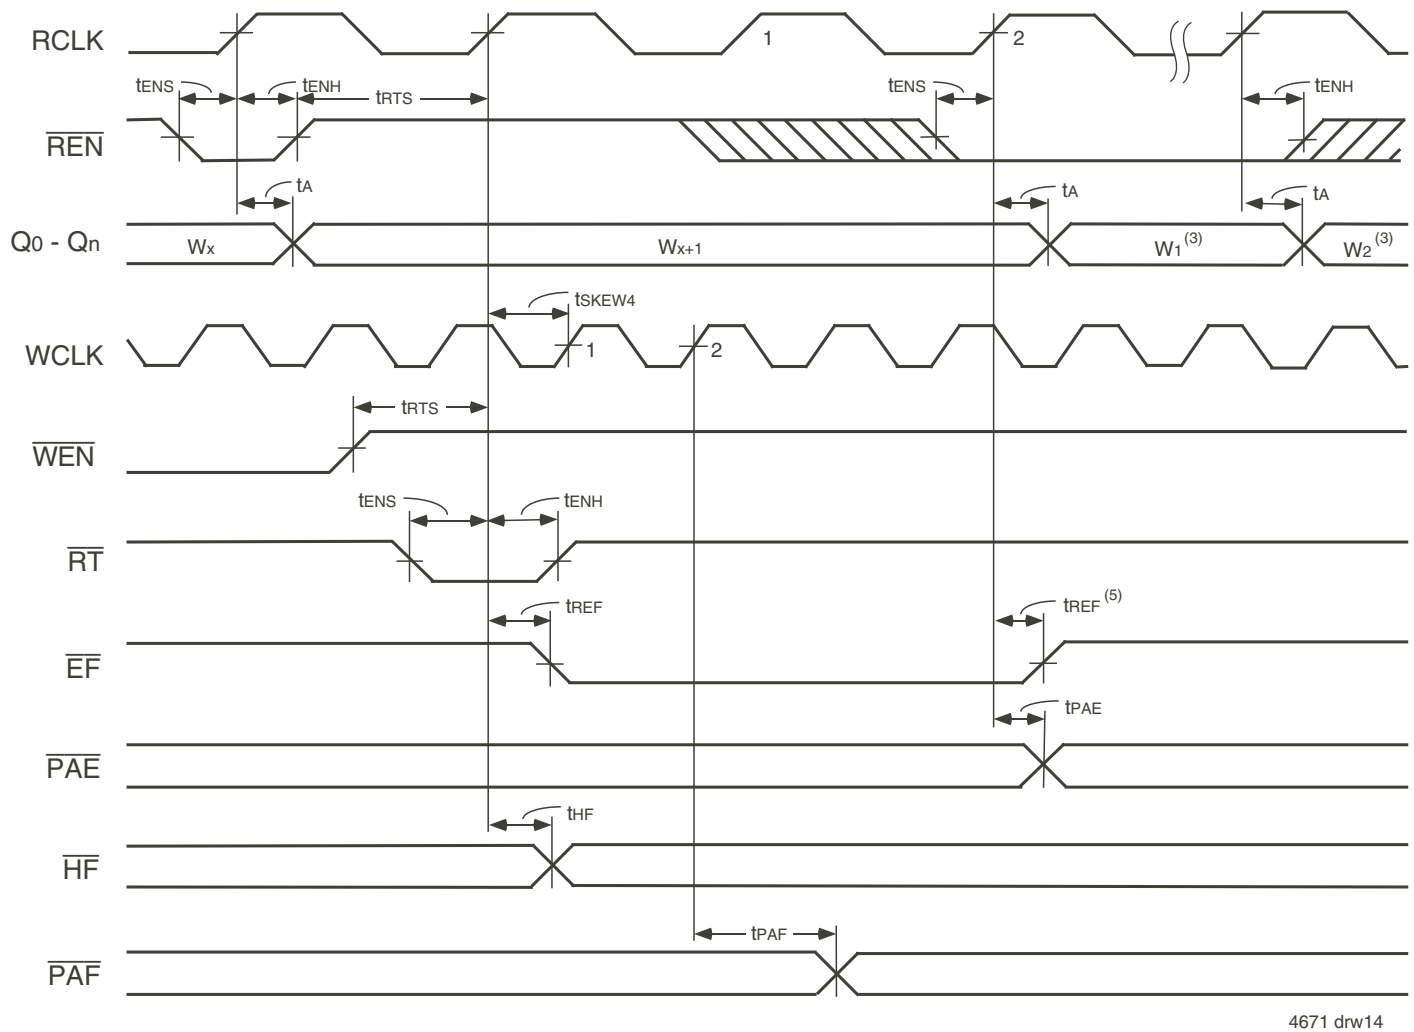 RCLK
1
2
tENS
tENH
tRTS
tENS
tENH
REN
tA
tA
tA
Q0 - Qn
Wx
Wx+1
W1(3)
W2(3)
tSKEW4
WCLK
1
2
tRTS
WEN
tENS
tENH
RT
tREF
tREF(5)
EF
tPAE
PAE
tHF
HF
tPAF
PAF
4671 drw14